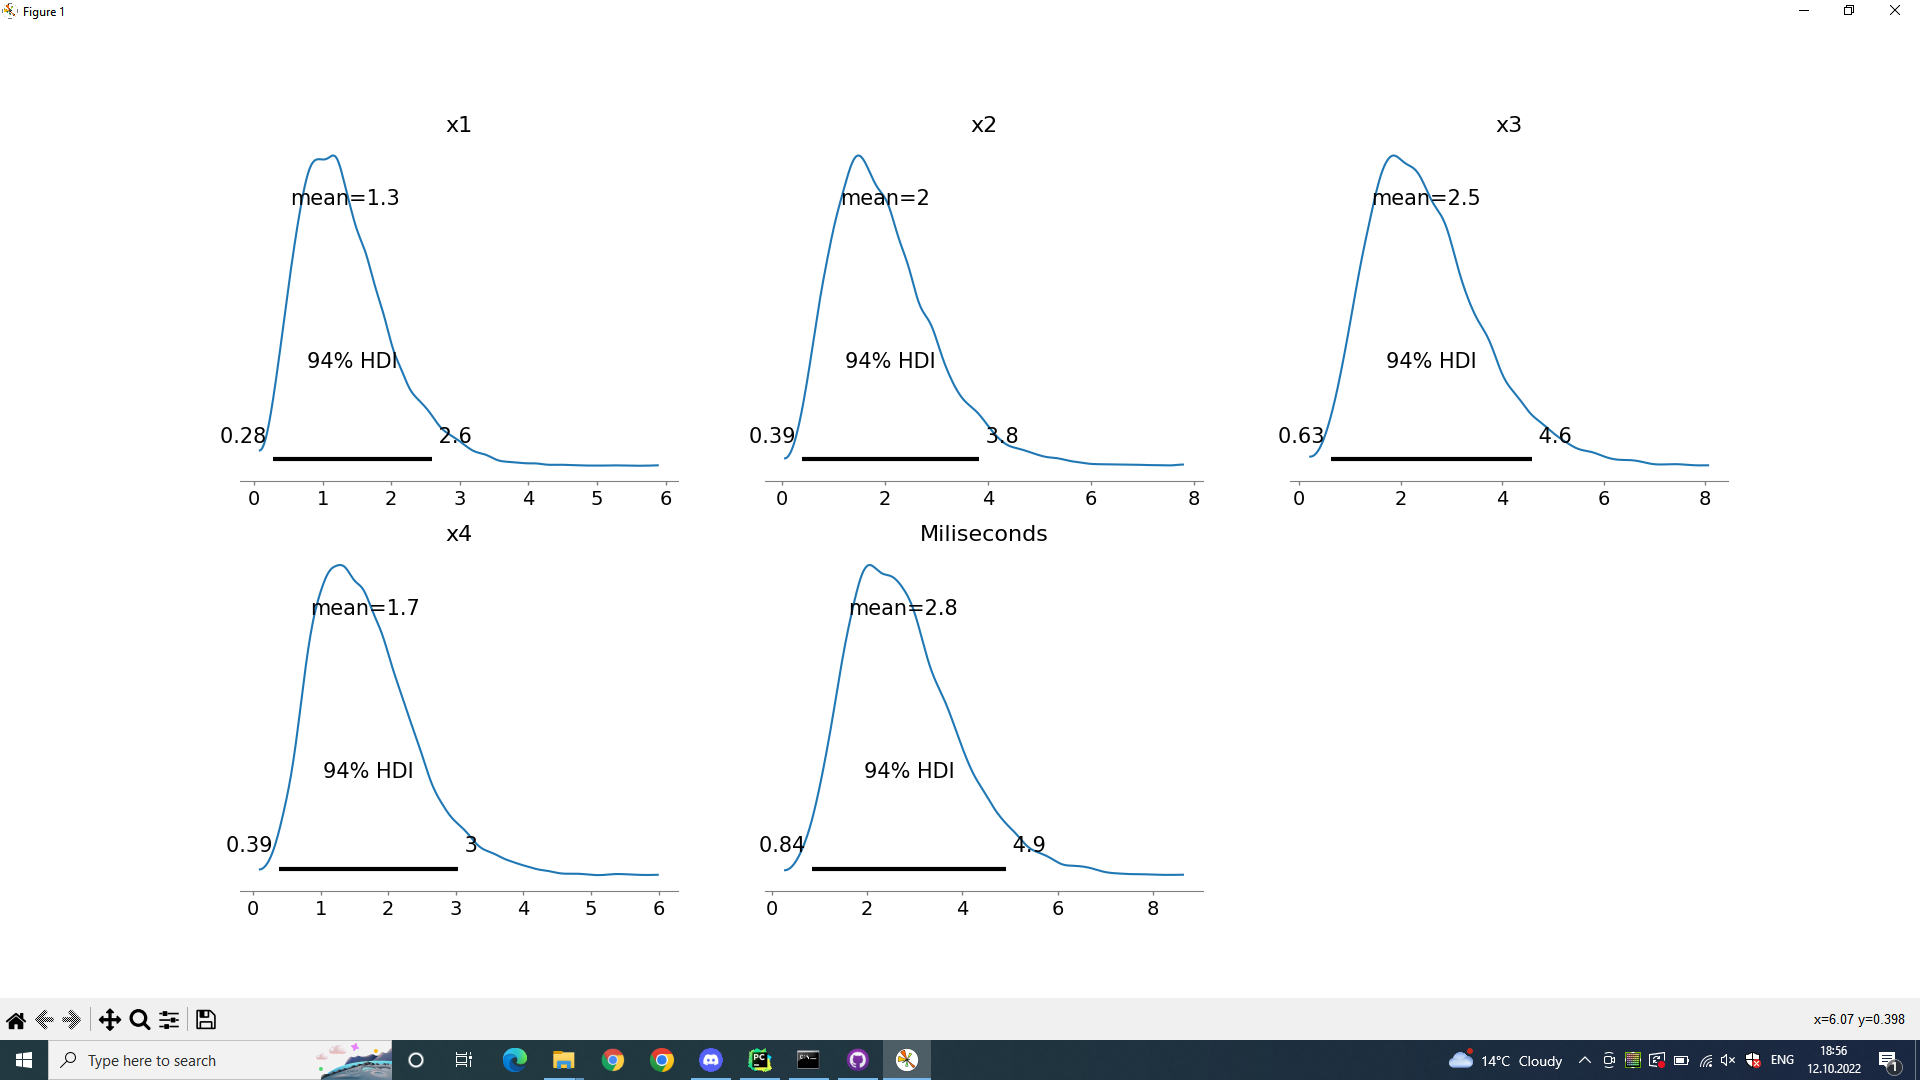 Figure 1
x1
mean=1.3
94% HDI
0.28
2.6
0 1 2 3 4 5 6
x2
mean=2
94% HDI
0.39
3.8
0 2 4 6 8
x3
mean=2.5
94% HDI
0.63
4.6
0 2 4 6 8
x4
mean=1.7
94% HDI
0.39
3
0 1 2 3 4 5 6
Miliseconds
mean=2.8
94% HDI
0.84
4.9
0 2 4 6 8
x=6.07 y=0.398
Type here to search
PC
14°C Cloudy
ENG
18:56
12.10.2022
1